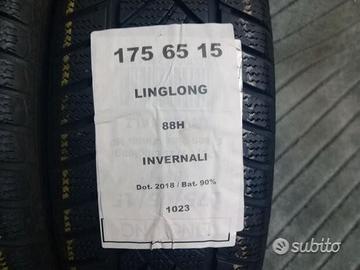 175 65 15
LINGLONG
88H
INVERNALI
Dot. 2018 / Bat. 90%
1023
subito